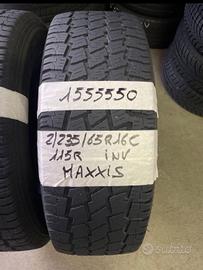 1555550
2/235/65R16C
115R INV
MAXXIS
subito